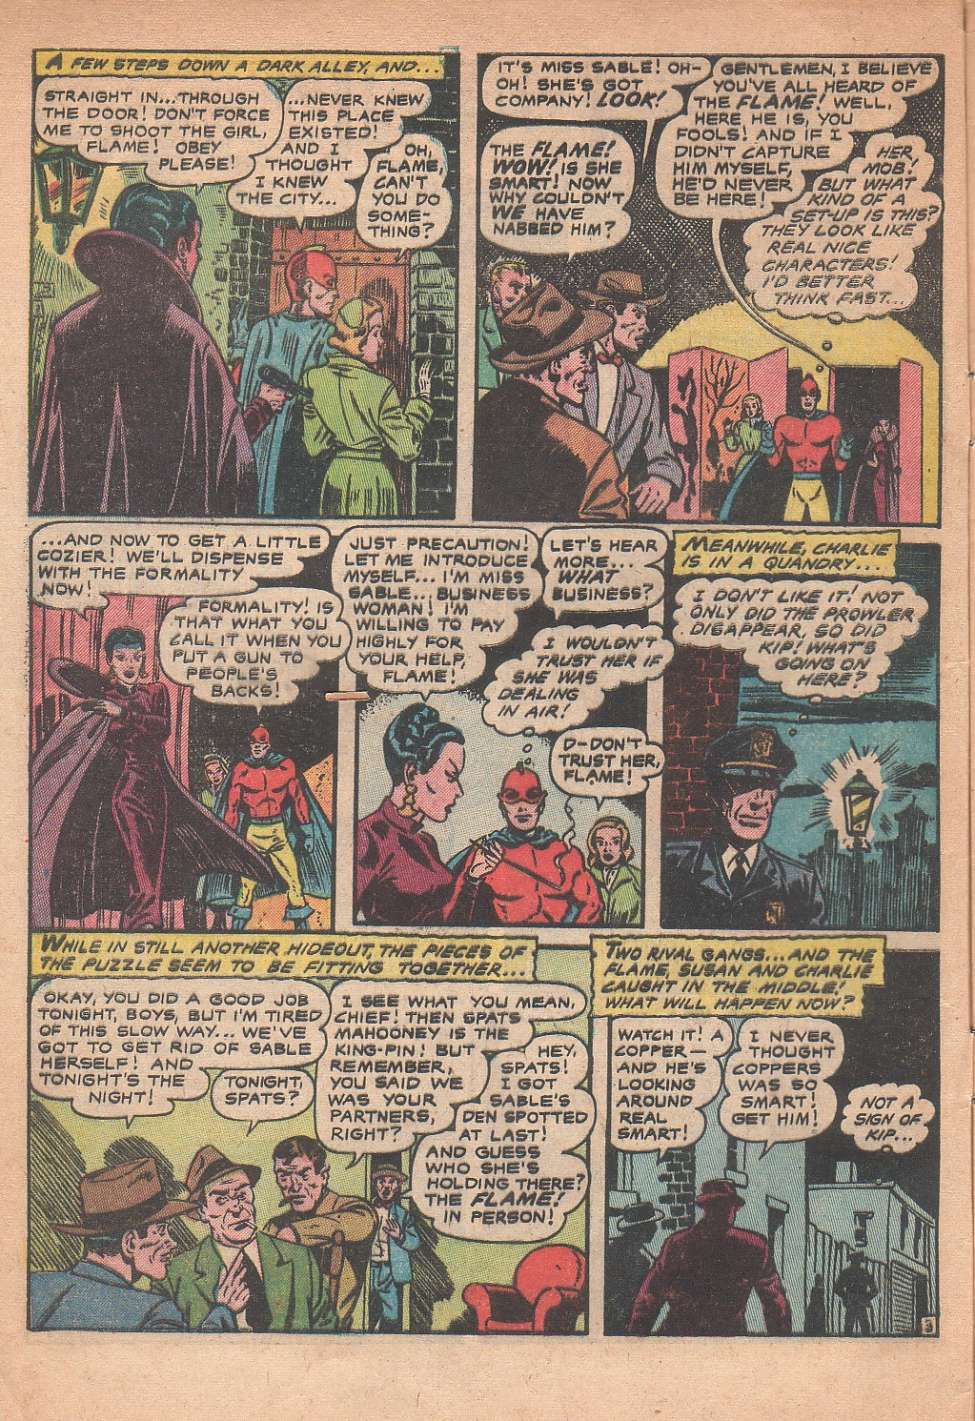 A FEW STEPS DOWN A DARK ALLEY, AND...
STRAIGHT IN...THROUGH
THE DOOR! DON'T FORCE
ME TO SHOOT THE GIRL,
FLAME! OBEY
PLEASE!
...NEVER KNEW
THIS PLACE
EXISTED!
AND I
THOUGHT
I KNEW
THE CITY...
OH,
FLAME,
CAN'T
YOU DO
SOME-
THING?
IT'S MISS SABLE! OH-
OH! SHE'S GOT
COMPANY! LOOK!
THE FLAME!
WOW! IS SHE
SMART! NOW
WHY COULDN'T
WE HAVE
NABBED HIM?
GENTLEMEN, I BELIEVE
YOU'VE ALL HEARD OF
THE FLAME! WELL,
HERE HE IS, YOU
FOOLS! AND IF I
DIDN'T CAPTURE
HIM MYSELF,
HE'D NEVER
BE HERE!
HER
MOB!
BUT WHAT
KIND OF A
SET-UP IS THIS?
THEY LOOK LIKE
REAL NICE
CHARACTERS!
I'D BETTER
THINK FAST...
...AND NOW TO GET A LITTLE
COZIER! WE'LL DISPENSE
WITH THE FORMALITY
NOW!
FORMALITY! IS
THAT WHAT YOU
CALL IT WHEN YOU
PUT A GUN TO
PEOPLE'S
BACKS!
JUST PRECAUTION!
LET ME INTRODUCE
MYSELF... I'M MISS
SABLE... BUSINESS
WOMAN! I'M
WILLING TO PAY
HIGHLY FOR
YOUR HELP,
FLAME!
LET'S HEAR
MORE...
WHAT
BUSINESS?
I WOULDN'T
TRUST HER IF
SHE WAS
DEALING
IN AIR!
D-DON'T
TRUST HER,
FLAME!
MEANWHILE, CHARLIE
IS IN A QUANDRY...
I DON'T LIKE IT! NOT
ONLY DID THE PROWLER
DISAPPEAR, SO DID
KIP! WHAT'S
GOING ON
HERE?
WHILE IN STILL ANOTHER HIDEOUT, THE PIECES OF
THE PUZZLE SEEM TO BE FITTING TOGETHER...
OKAY, YOU DID A GOOD JOB
TONIGHT, BOYS, BUT I'M TIRED
OF THIS SLOW WAY... WE'VE
GOT TO GET RID OF SABLE
HERSELF! AND
TONIGHT'S THE
NIGHT!
TONIGHT,
SPATS?
I SEE WHAT YOU MEAN,
CHIEF! THEN SPATS
MAHOONEY IS THE
KING-PIN! BUT
REMEMBER,
YOU SAID WE
WAS YOUR
PARTNERS,
RIGHT?
HEY,
SPATS!
I GOT
SABLE'S
DEN SPOTTED
AT LAST!
AND GUESS
WHO SHE'S
HOLDING THERE?
THE FLAME!
IN PERSON!
TWO RIVAL GANGS...AND THE
FLAME, SUSAN AND CHARLIE
CAUGHT IN THE MIDDLE!
WHAT WILL HAPPEN NOW?
WATCH IT! A
COPPER—
AND HE'S
LOOKING
AROUND
REAL
SMART!
I NEVER
THOUGHT
COPPERS
WAS SO
SMART!
GET HIM!
NOT A
SIGN OF
KIP...
3